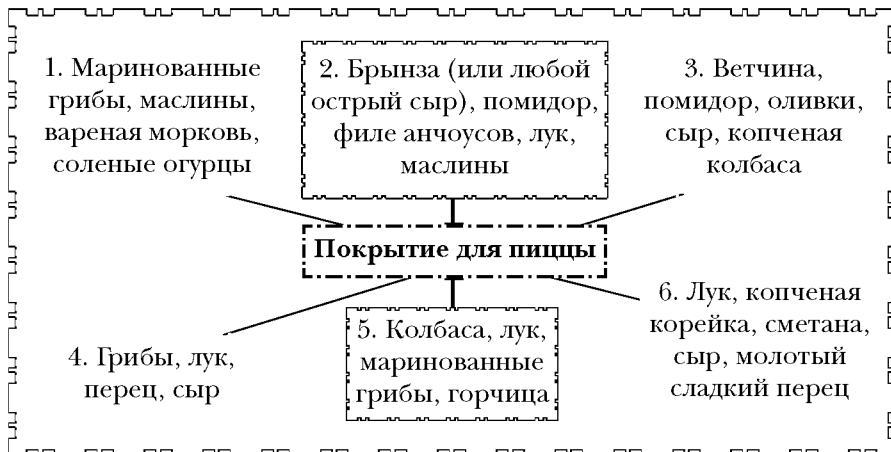 1. Маринованные
грибы, маслины,
вареная морковь,
соленые огурцы
2. Брынза (или любой
острый сыр), помидор,
филе анчоусов, лук,
маслины
3. Ветчина,
помидор, оливки,
сыр, копченая
колбаса
Покрытие для пиццы
4. Грибы, лук,
перец, сыр
5. Колбаса, лук,
маринованные
грибы, горчица
6. Лук, копченая
корейка, сметана,
сыр, молотый
сладкий перец